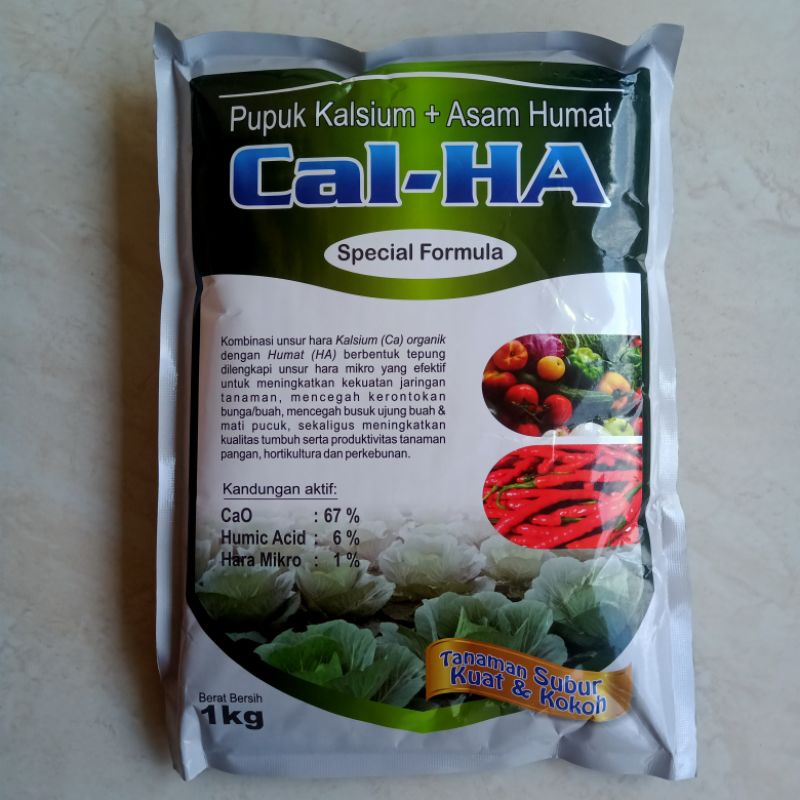 Pupuk Kalsium + Asam Humat
Cal-HA
Special Formula
Kombinasi unsur hara Kalsium (Ca) organik
dengan Humat (HA) berbentuk tepung
dilengkapi unsur hara mikro yang efektif
untuk meningkatkan kekuatan jaringan
tanaman, mencegah kerontokan
bunga/buah, mencegah busuk ujung buah &
mati pucuk, sekaligus meningkatkan
kualitas tumbuh serta produktivitas tanaman
pangan, hortikultura dan perkebunan.
Kandungan aktif:
CaO : 67 %
Humic Acid : 6 %
Hara Mikro : 1 %
Tanaman Subur
Kuat & Kokoh
Berat Bersih
1kg